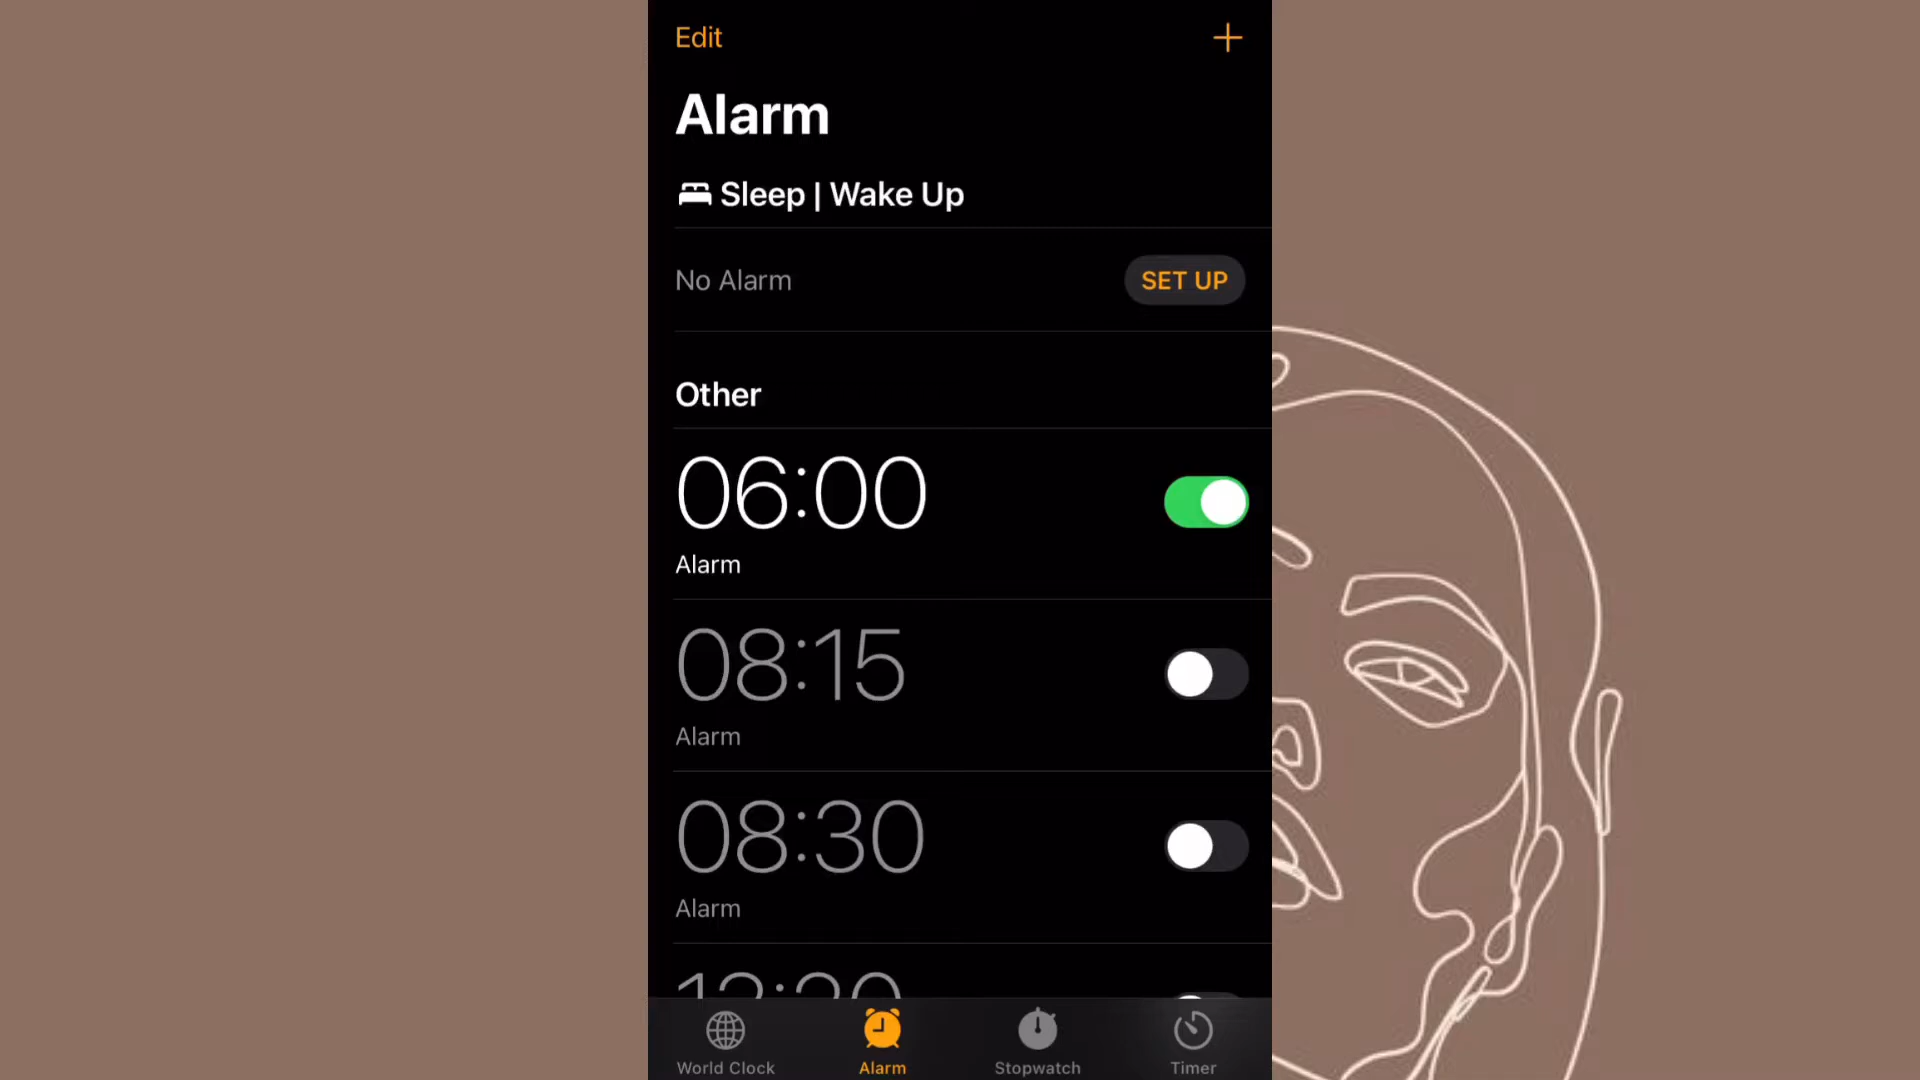 Edit
Alarm
Sleep | Wake Up
No Alarm
SET UP
Other
06:00
Alarm
08:15
Alarm
08:30
Alarm
World Clock
Alarm
Stopwatch
Timer